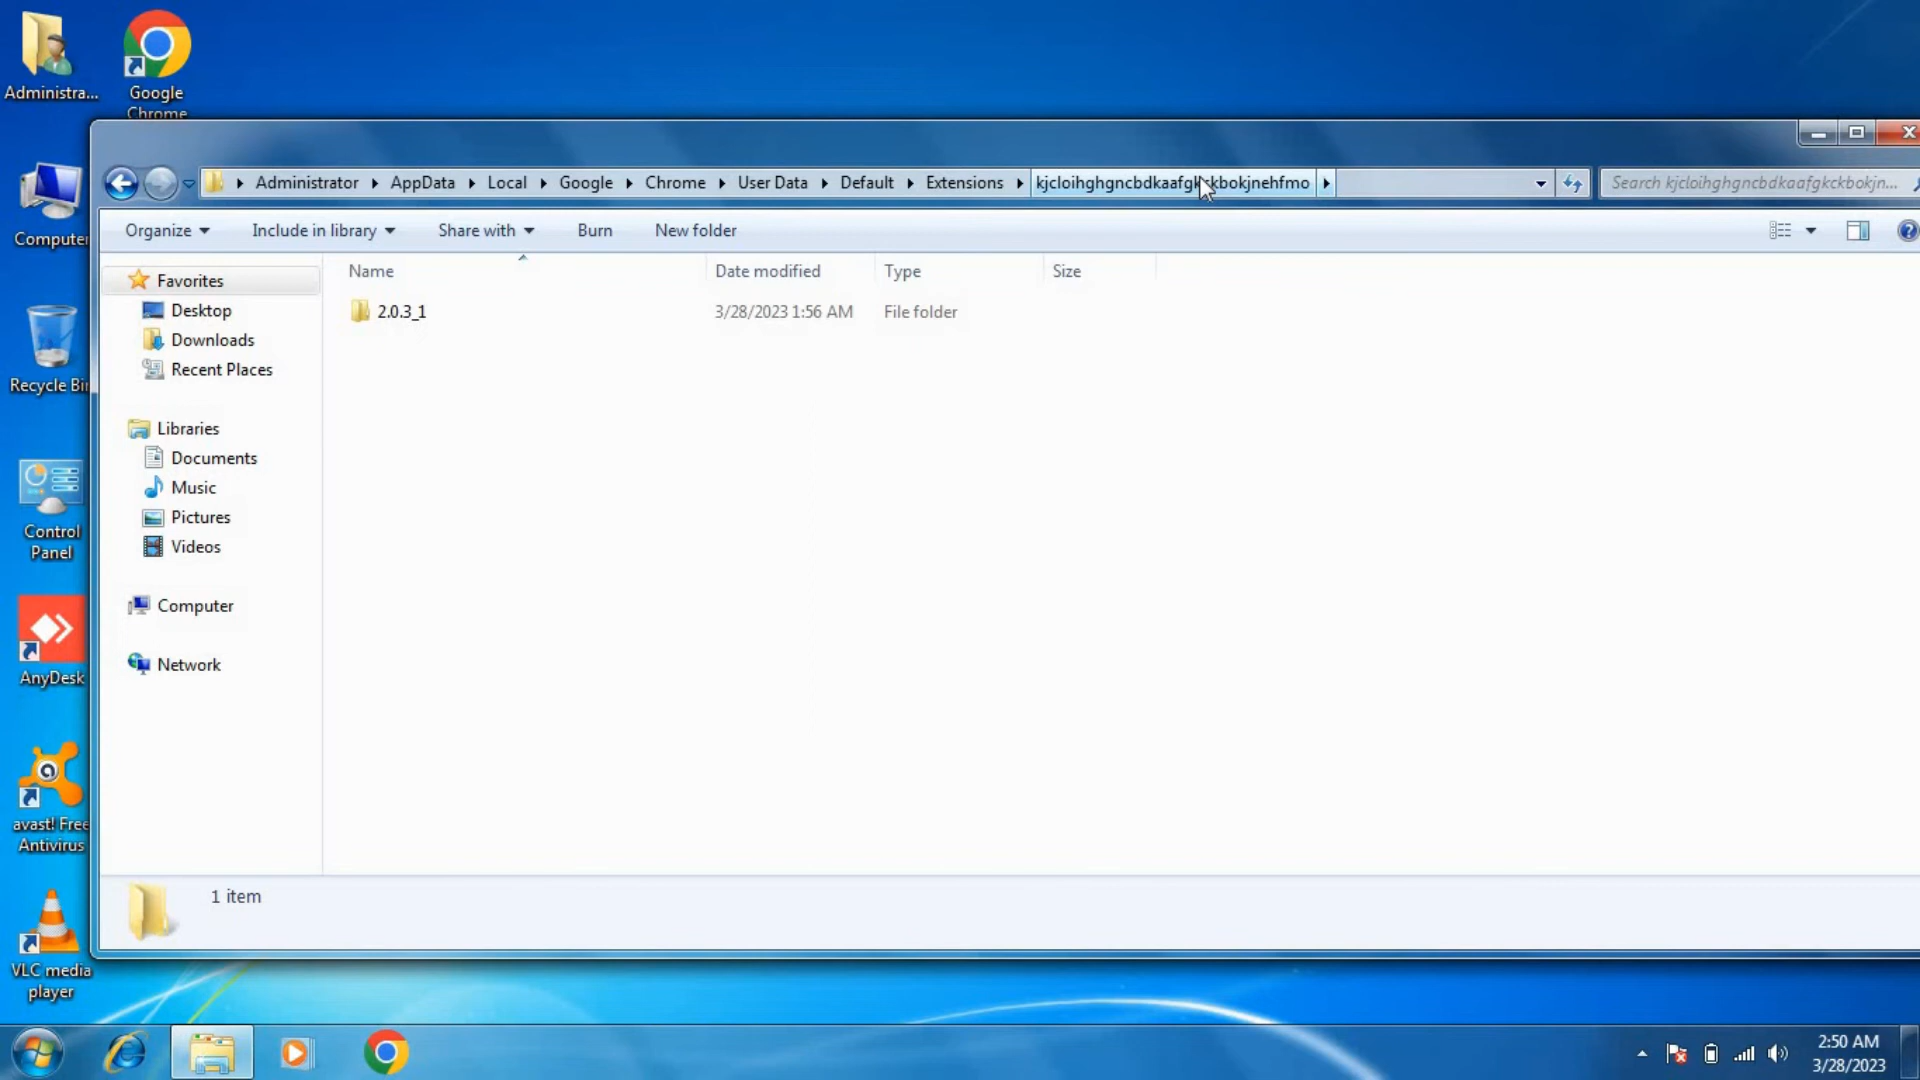 Administra...
Google
Chrome
Computer
Recycle Bi
Control
Panel
AnyDesk
avast! Free
Antivirus
VLC media
player
Administrator
AppData
Local
Google
Chrome
User Data
Default
Extensions
Search kjcloihghgncbdkaafgkckbokjn...
Organize
Include in library
Share with
Burn
New folder
Name
Date modified
Type
Size
2.0.3_1
3/28/2023 1:56 AM
File folder
Favorites
Desktop
Downloads
Recent Places
Libraries
Documents
Music
Pictures
Videos
Computer
Network
1 item
2:50 AM
3/28/2023